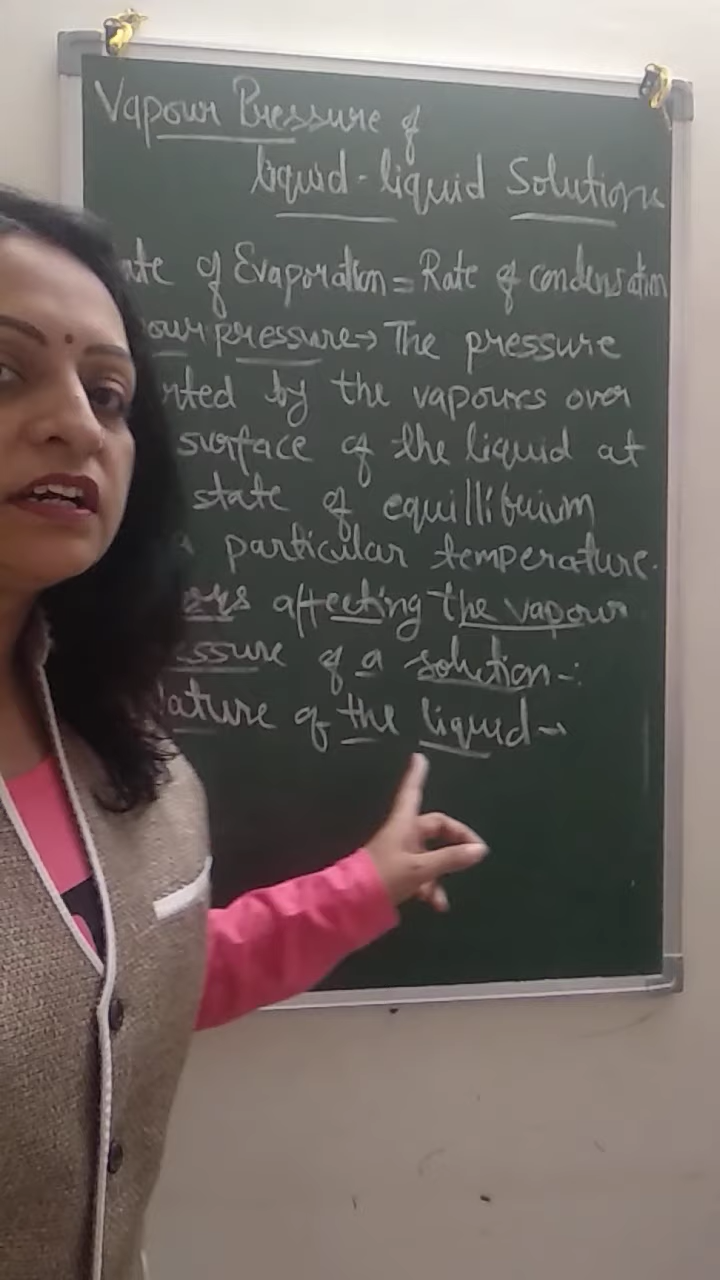 Vapour Pressure of
liquid-liquid Solutions
ate of Evaporation = Rate of condensation
our pressure → The pressure
rted by the vapours over
surface of the liquid at
state of equillibrium
a particular temperature.
ors affecting the vapour
essure of a solution -:
ature of the liquid →